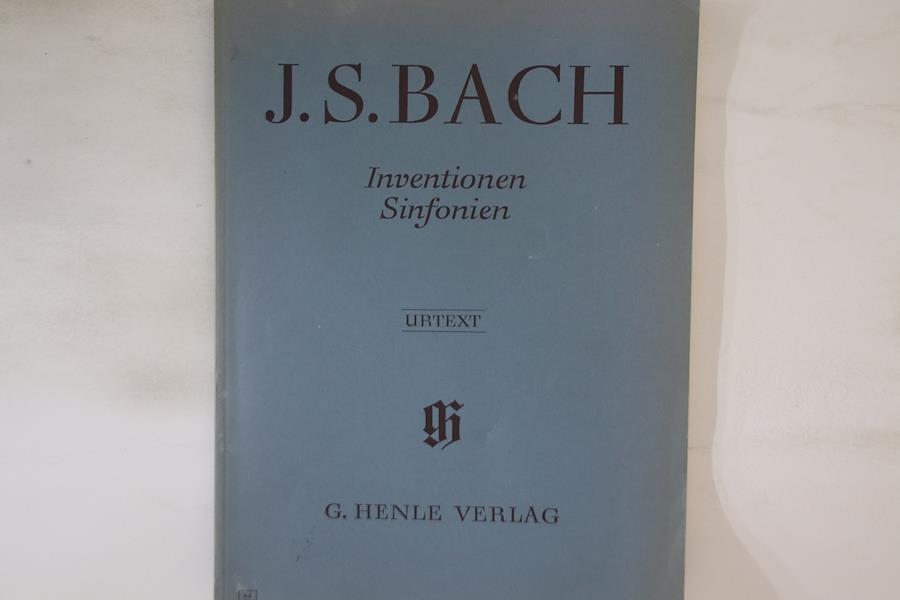 J.S.BACH
Inventionen
Sinfonien
URTEXT
G. HENLE VERLAG